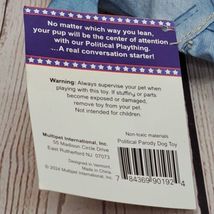 No matter which way you lean,
your pup will be the center of attention
with our Political Plaything.
...A real conversation starter!
Warning: Always supervise your pet when
playing with this toy. If stuffing or parts
become exposed or damaged,
remove toy from your pet.
Not intended for children.
Multipet International, Inc.
55 Madison Circle Drive
East Rutherford NJ 07073
Designed in Vermont
Made in China
© 2024 Multipet International, Inc.
Non-toxic materials
Political Parody Dog Toy
7 84369 90192 4